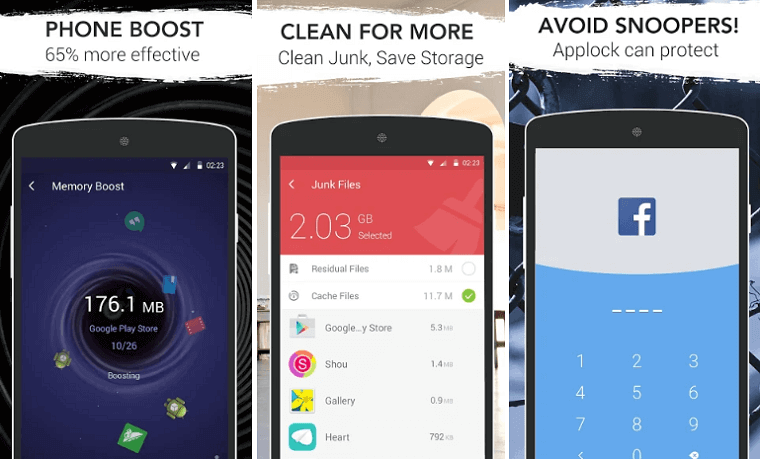 PHONE BOOST
65% more effective
02:23
Memory Boost
176.1 MB
Google Play Store
10/26
Boosting
CLEAN FOR MORE
Clean Junk, Save Storage
02:23
Junk Files
2.03 GB
Selected
Residual Files 1.8 M
Cache Files 11.7 M
Google...y Store 5.3 MB
Shou 1.4 MB
Gallery 0.9 MB
Heart 792 KB
AVOID SNOOPERS!
Applock can protect
1 2 3
4 5 6
7 8 9
0